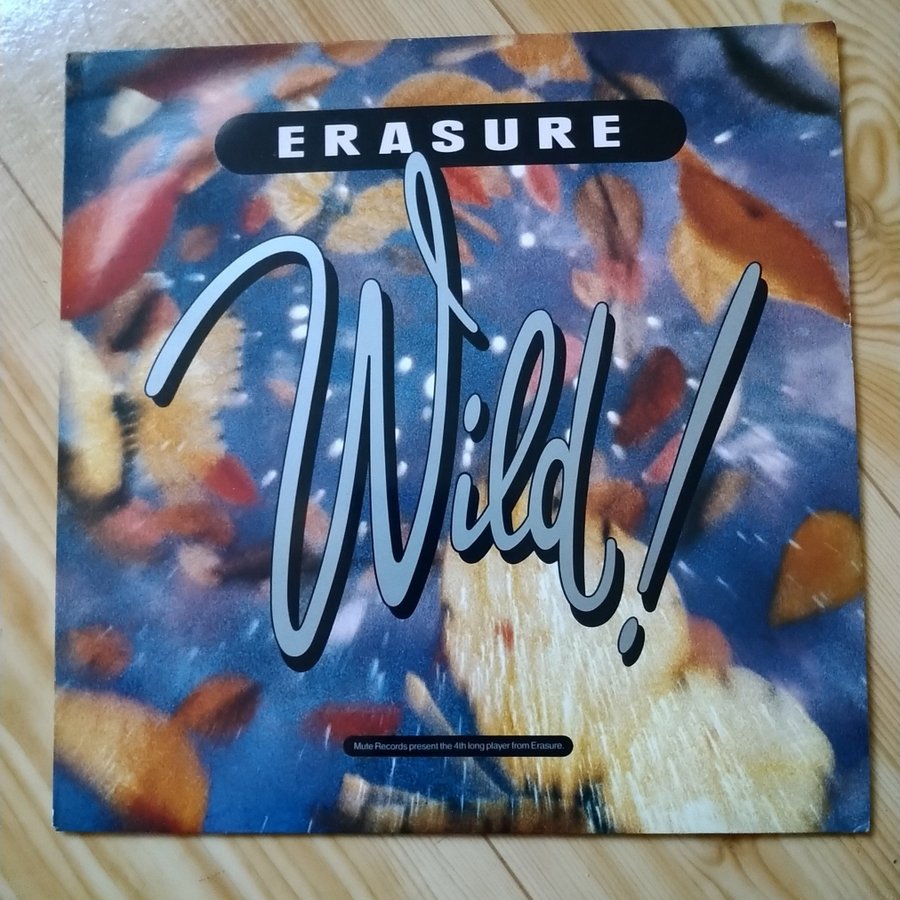 ERASURE
Wild!
Mute Records present the 4th long player from Erasure.